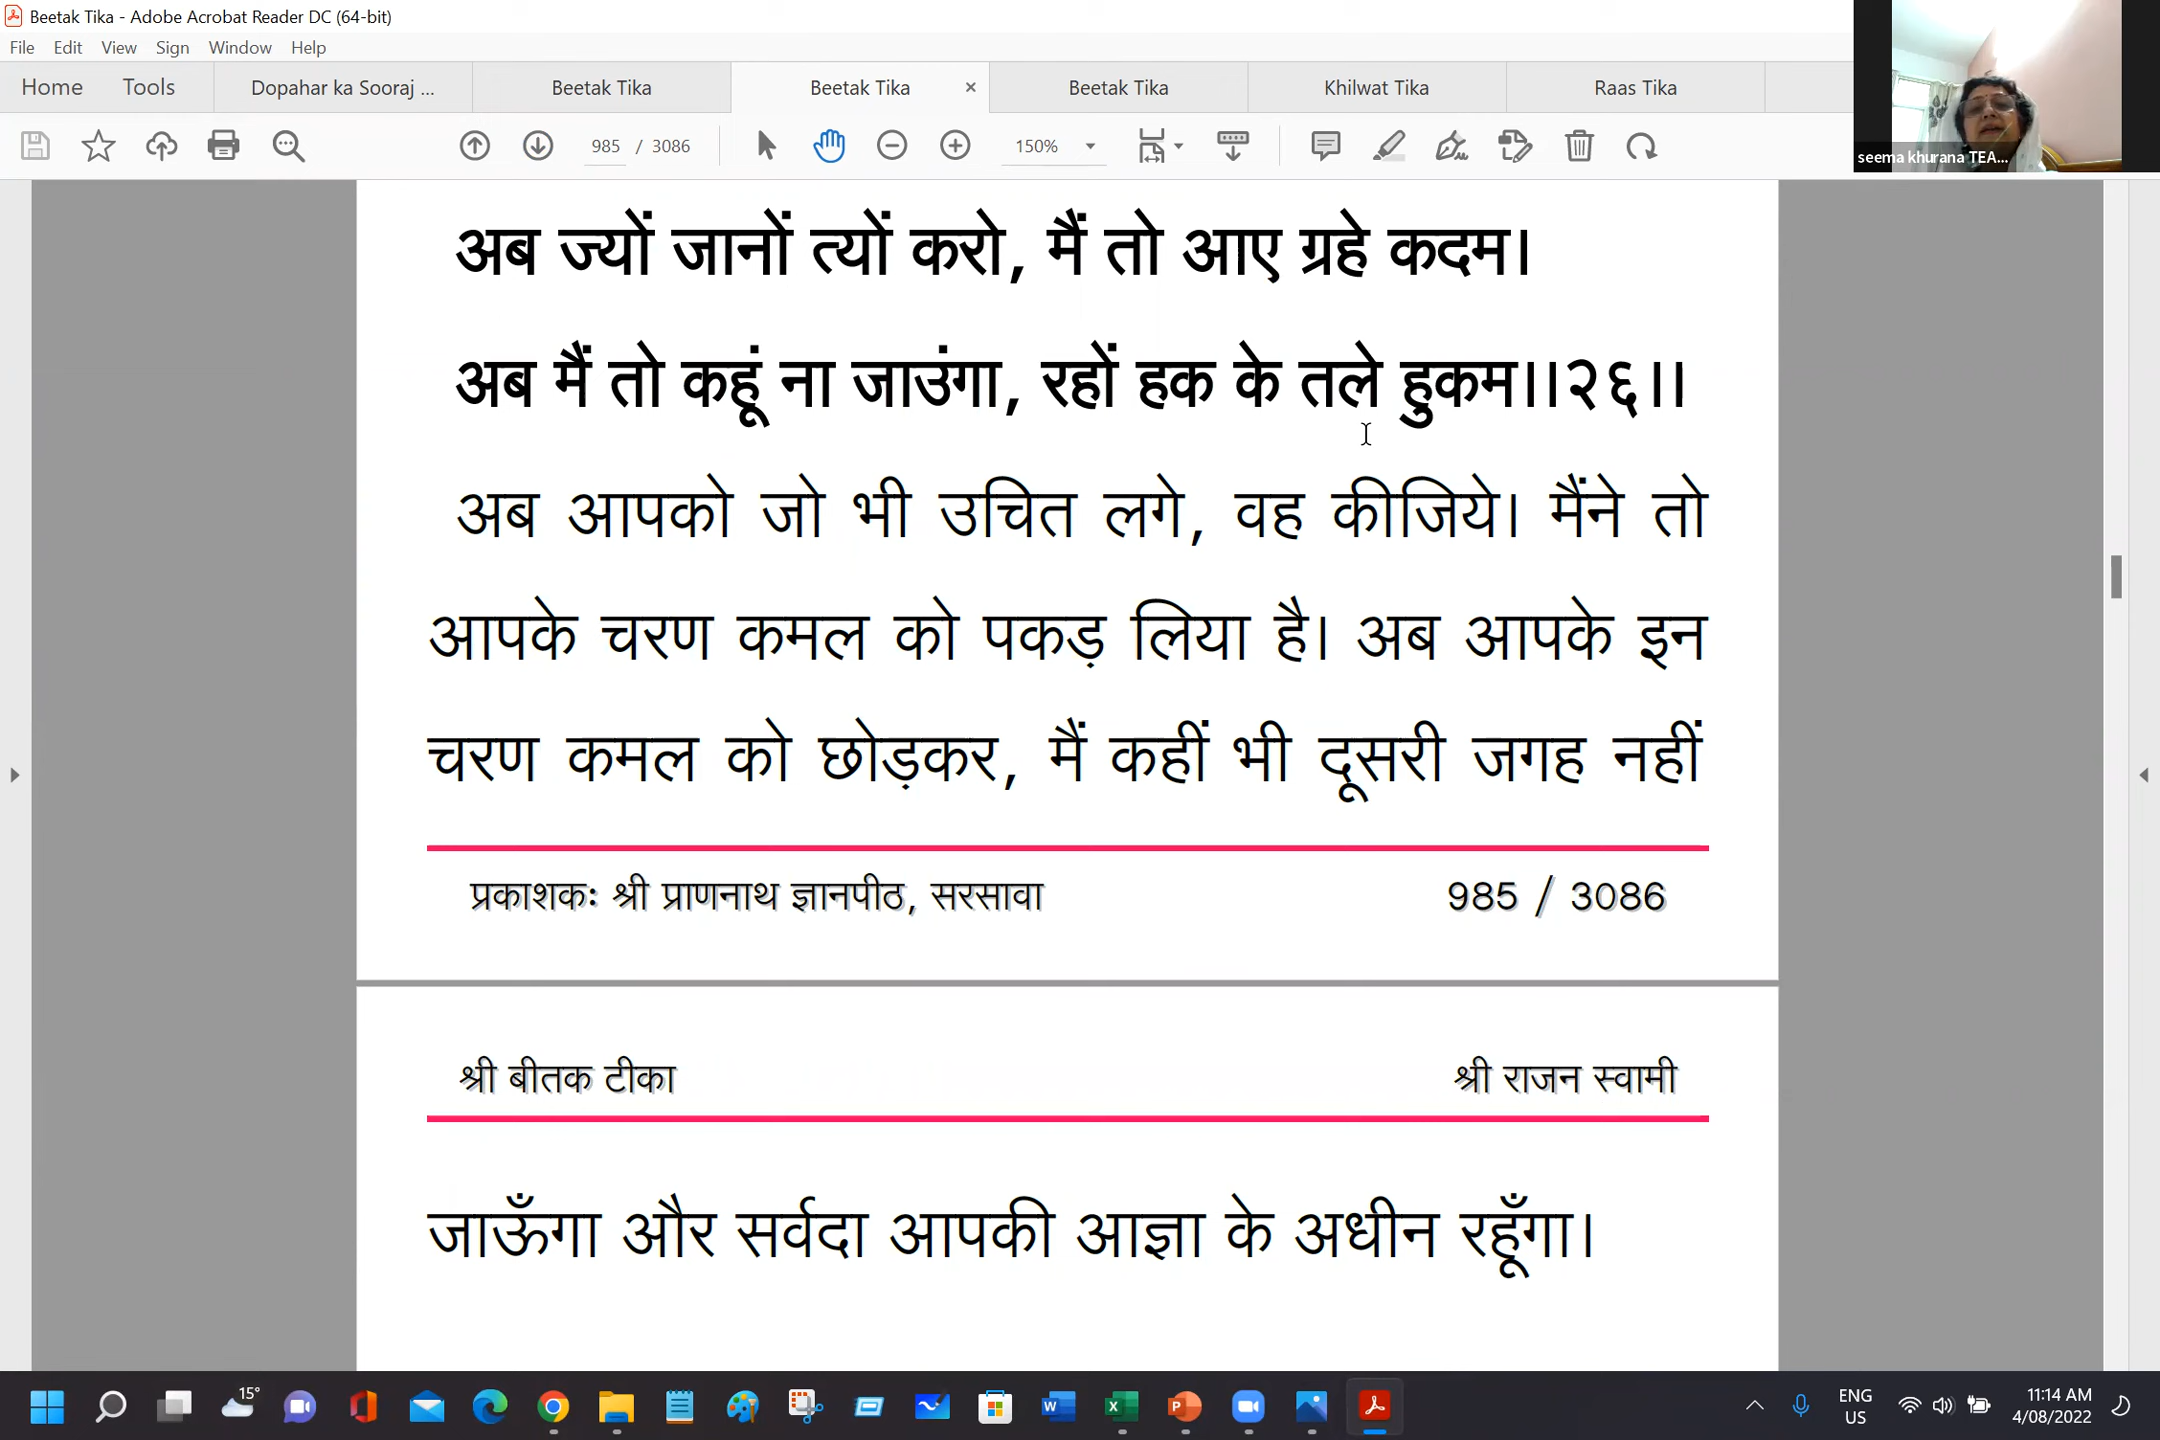 Beetak Tika - Adobe Acrobat Reader DC (64-bit)
File Edit View Sign Window Help
Home Tools Dopahar ka Sooraj ... Beetak Tika Beetak Tika × Beetak Tika Khilwat Tika Raas Tika
985 / 3086 150%
seema khurana TEA...
अब ज्यों जानों त्यों करो, मैं तो आए ग्रहे कदम।
अब मैं तो कहूं ना जाउंगा, रहों हक के तले हुकम।।२६।।
अब आपको जो भी उचित लगे, वह कीजिये। मैंने तो
आपके चरण कमल को पकड़ लिया है। अब आपके इन
चरण कमल को छोड़कर, मैं कहीं भी दूसरी जगह नहीं
प्रकाशकः श्री प्राणनाथ ज्ञानपीठ, सरसावा 985 / 3086
श्री बीतक टीका श्री राजन स्वामी
जाऊँगा और सर्वदा आपकी आज्ञा के अधीन रहूँगा।
15°
ENG
US
11:14 AM
4/08/2022